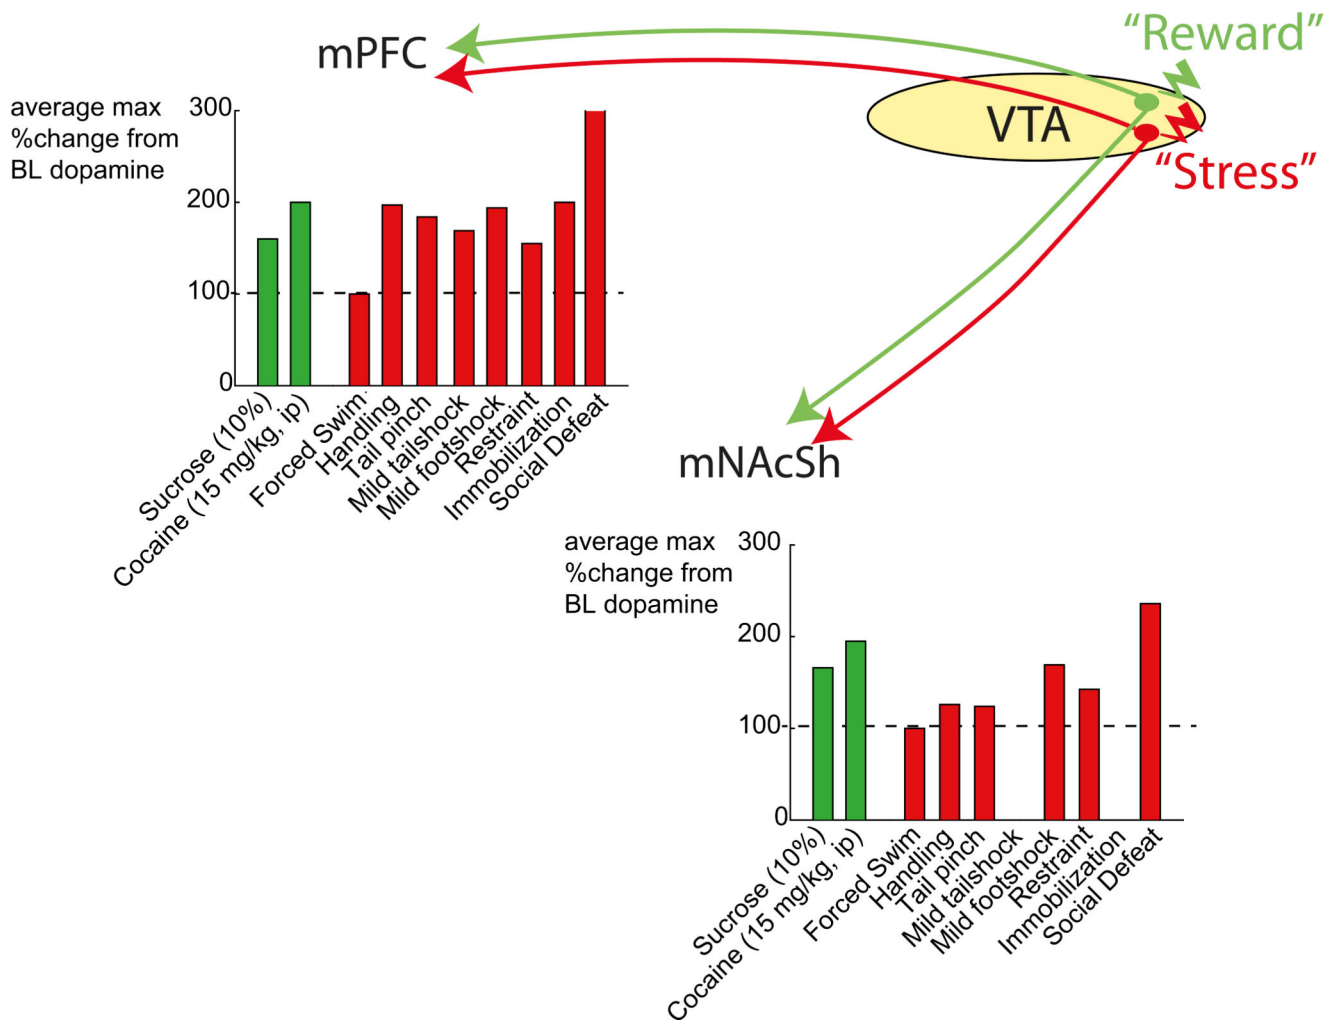 “Reward”
mPFC
VTA
“Stress”
average max
%change from
BL dopamine
300
200
100
0
Sucrose (10%)
Cocaine (15 mg/kg, ip)
Forced Swim
Handling
Tail pinch
Mild tailshock
Mild footshock
Restraint
Immobilization
Social Defeat
mNAcSh
average max
%change from
BL dopamine
300
200
100
0
Sucrose (10%)
Cocaine (15 mg/kg, ip)
Forced Swim
Handling
Tail pinch
Mild tailshock
Mild footshock
Restraint
Immobilization
Social Defeat